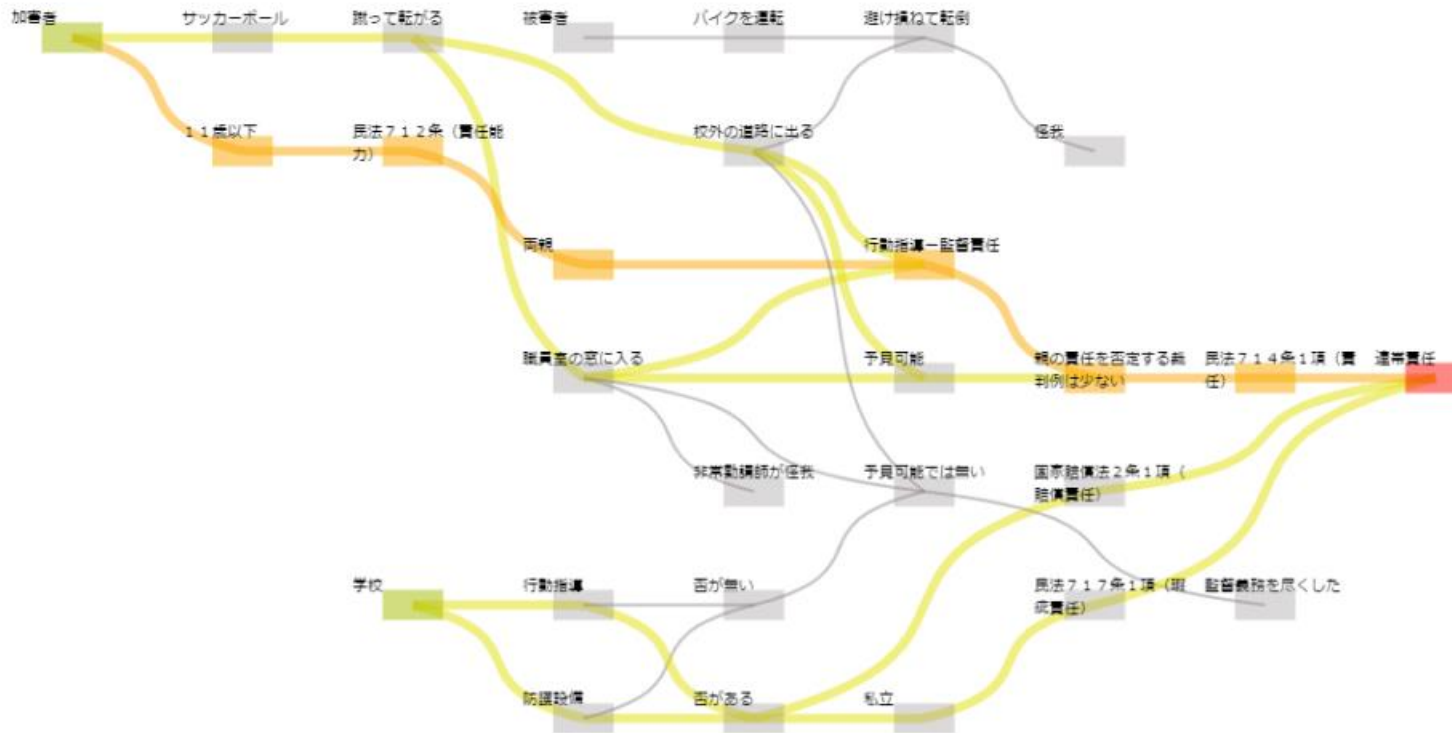 加害者
サッカーボール
蹴って転がる
被害者
バイクを運転
避け損ねて転倒
１１歳以下
民法７１２条（責任能
力）
校外の道路に出る
怪我
両親
行動指導ー監督責任
職員室の窓に入る
予見可能
親の責任を否定する裁
判例は少ない
民法７１４条１項（責
任）
連帯責任
非常勤講師が怪我
予見可能では無い
国家賠償法２条１項（
賠償責任）
学校
行動指導
否が無い
民法７１７条１項（瑕
疵責任）
監督義務を尽くした
防護設備
否がある
私立